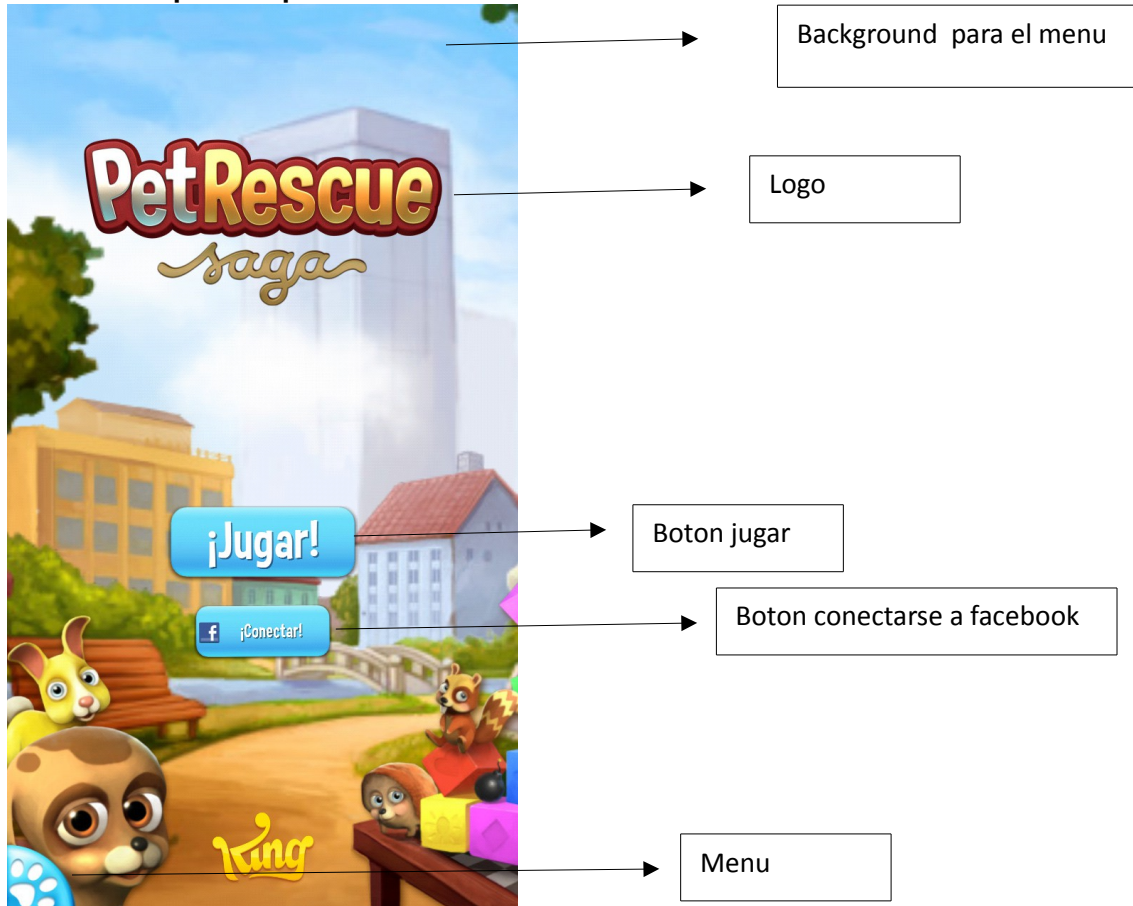 Background  para el menu
PetRescue
saga
Logo
¡Jugar!
Boton jugar
f ¡Conectar!
Boton conectarse a facebook
King
Menu